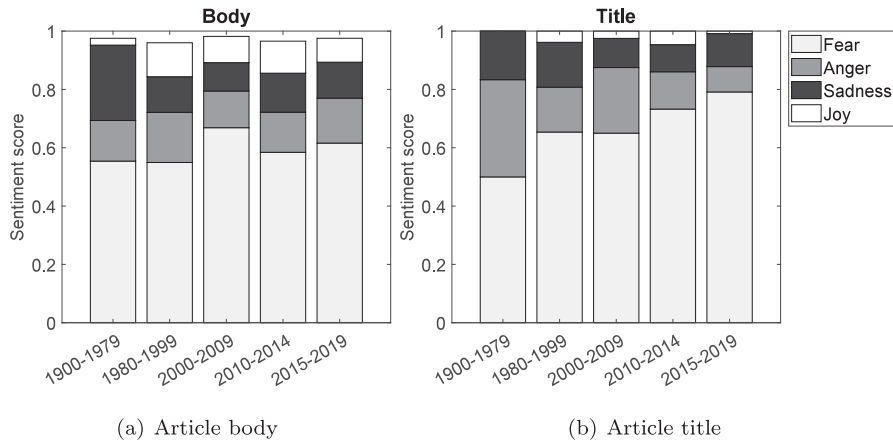 Body
Sentiment score
1
0.8
0.6
0.4
0.2
0
1900-1979
1980-1999
2000-2009
2010-2014
2015-2019
(a) Article body
Title
Sentiment score
1
0.8
0.6
0.4
0.2
0
1900-1979
1980-1999
2000-2009
2010-2014
2015-2019
(b) Article title
Fear
Anger
Sadness
Joy